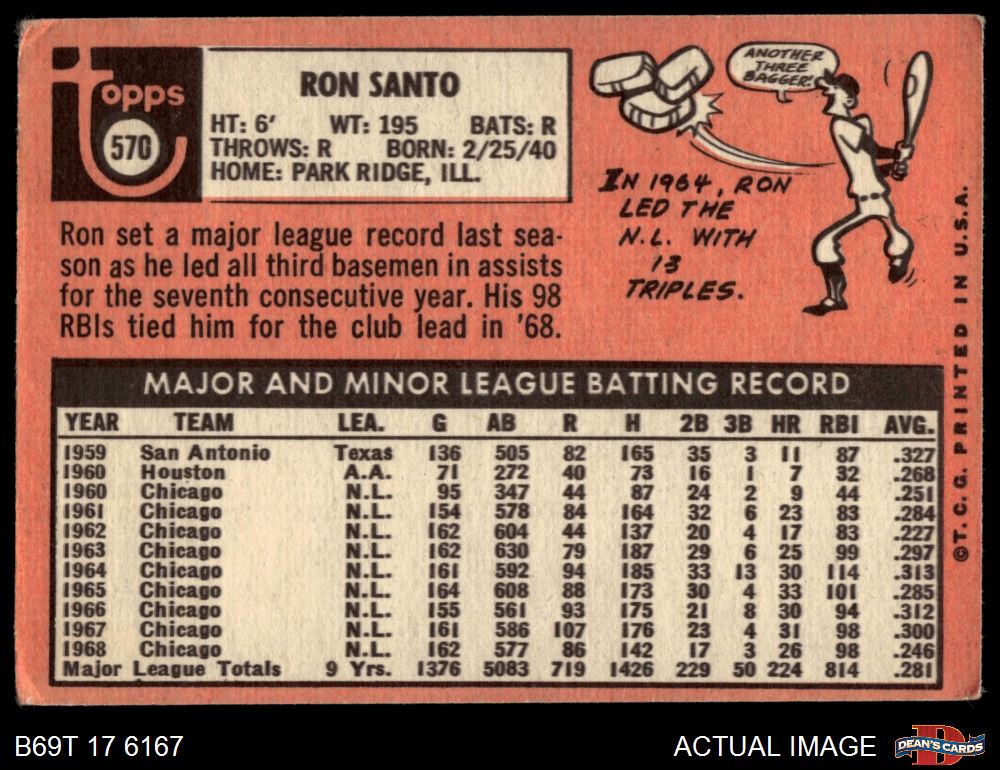 Topps
570
RON SANTO
HT: 6' WT: 195 BATS: R
THROWS: R BORN: 2/25/40
HOME: PARK RIDGE, ILL.
Ron set a major league record last sea-
son as he led all third basemen in assists
for the seventh consecutive year. His 98
RBIs tied him for the club lead in '68.
ANOTHER
THREE
BAGGER!
IN 1964, RON
LED THE
N.L. WITH
13
TRIPLES.
MAJOR AND MINOR LEAGUE BATTING RECORD
YEAR TEAM LEA. G AB R H 2B 3B HR RBI AVG.
1959 San Antonio Texas 136 505 82 165 35 3 11 87 .327
1960 Houston A.A. 71 272 40 73 16 1 7 32 .268
1960 Chicago N.L. 95 347 44 87 24 2 9 44 .251
1961 Chicago N.L. 154 578 84 164 32 6 23 83 .284
1962 Chicago N.L. 162 604 44 137 20 4 17 83 .227
1963 Chicago N.L. 162 630 79 187 29 6 25 99 .297
1964 Chicago N.L. 161 592 94 185 33 13 30 114 .313
1965 Chicago N.L. 164 608 88 173 30 4 33 101 .285
1966 Chicago N.L. 155 561 93 175 21 8 30 94 .312
1967 Chicago N.L. 161 586 107 176 23 4 31 98 .300
1968 Chicago N.L. 162 577 86 142 17 3 26 98 .246
Major League Totals 9 Yrs. 1376 5083 719 1426 229 50 224 814 .281
©T.C.G. PRINTED IN U.S.A.
B69T 17 6167
ACTUAL IMAGE
DEAN'S CARDS